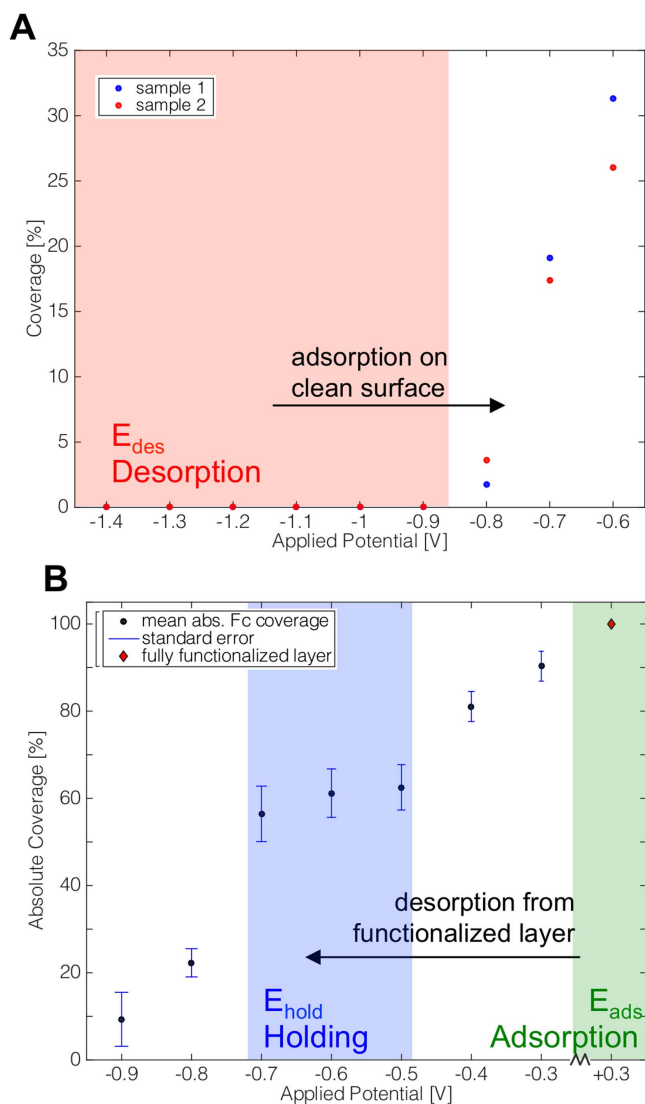 A
35
30
25
20
15
10
5
0
Coverage [%]
sample 1
sample 2
adsorption on
clean surface
E_des
Desorption
-1.4 -1.3 -1.2 -1.1 -1 -0.9 -0.8 -0.7 -0.6
Applied Potential [V]
B
100
80
60
40
20
0
Absolute Coverage [%]
mean abs. Fc coverage
standard error
fully functionalized layer
desorption from
functionalized layer
E_hold
Holding
E_ads
Adsorption
-0.9 -0.8 -0.7 -0.6 -0.5 -0.4 -0.3 +0.3
Applied Potential [V]